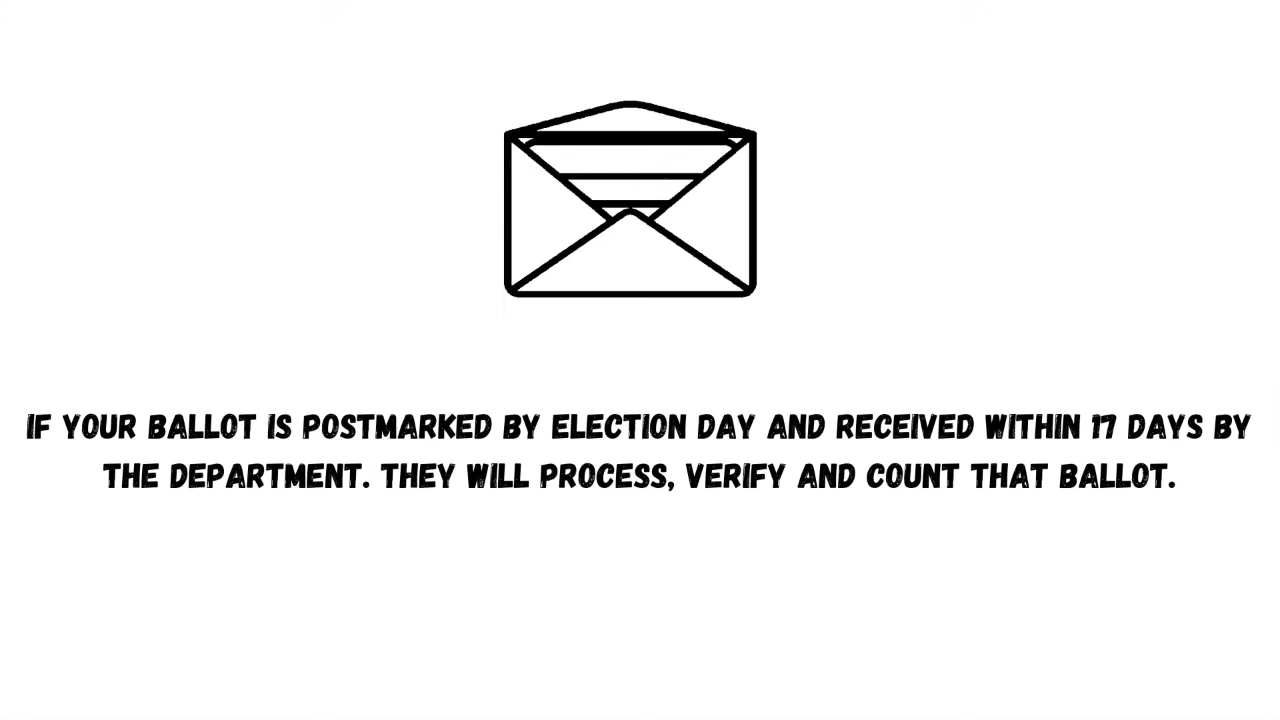 IF YOUR BALLOT IS POSTMARKED BY ELECTION DAY AND RECEIVED WITHIN 17 DAYS BY
THE DEPARTMENT. THEY WILL PROCESS, VERIFY AND COUNT THAT BALLOT.